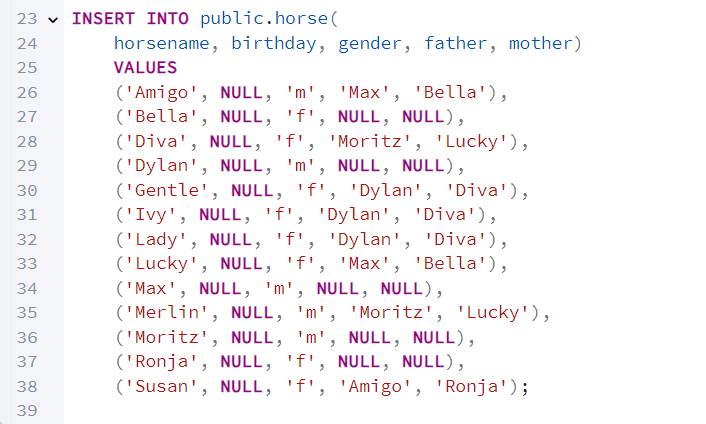 23 INSERT INTO public.horse(
24 horsename, birthday, gender, father, mother)
25 VALUES
26 ('Amigo', NULL, 'm', 'Max', 'Bella'),
27 ('Bella', NULL, 'f', NULL, NULL),
28 ('Diva', NULL, 'f', 'Moritz', 'Lucky'),
29 ('Dylan', NULL, 'm', NULL, NULL),
30 ('Gentle', NULL, 'f', 'Dylan', 'Diva'),
31 ('Ivy', NULL, 'f', 'Dylan', 'Diva'),
32 ('Lady', NULL, 'f', 'Dylan', 'Diva'),
33 ('Lucky', NULL, 'f', 'Max', 'Bella'),
34 ('Max', NULL, 'm', NULL, NULL),
35 ('Merlin', NULL, 'm', 'Moritz', 'Lucky'),
36 ('Moritz', NULL, 'm', NULL, NULL),
37 ('Ronja', NULL, 'f', NULL, NULL),
38 ('Susan', NULL, 'f', 'Amigo', 'Ronja');
39